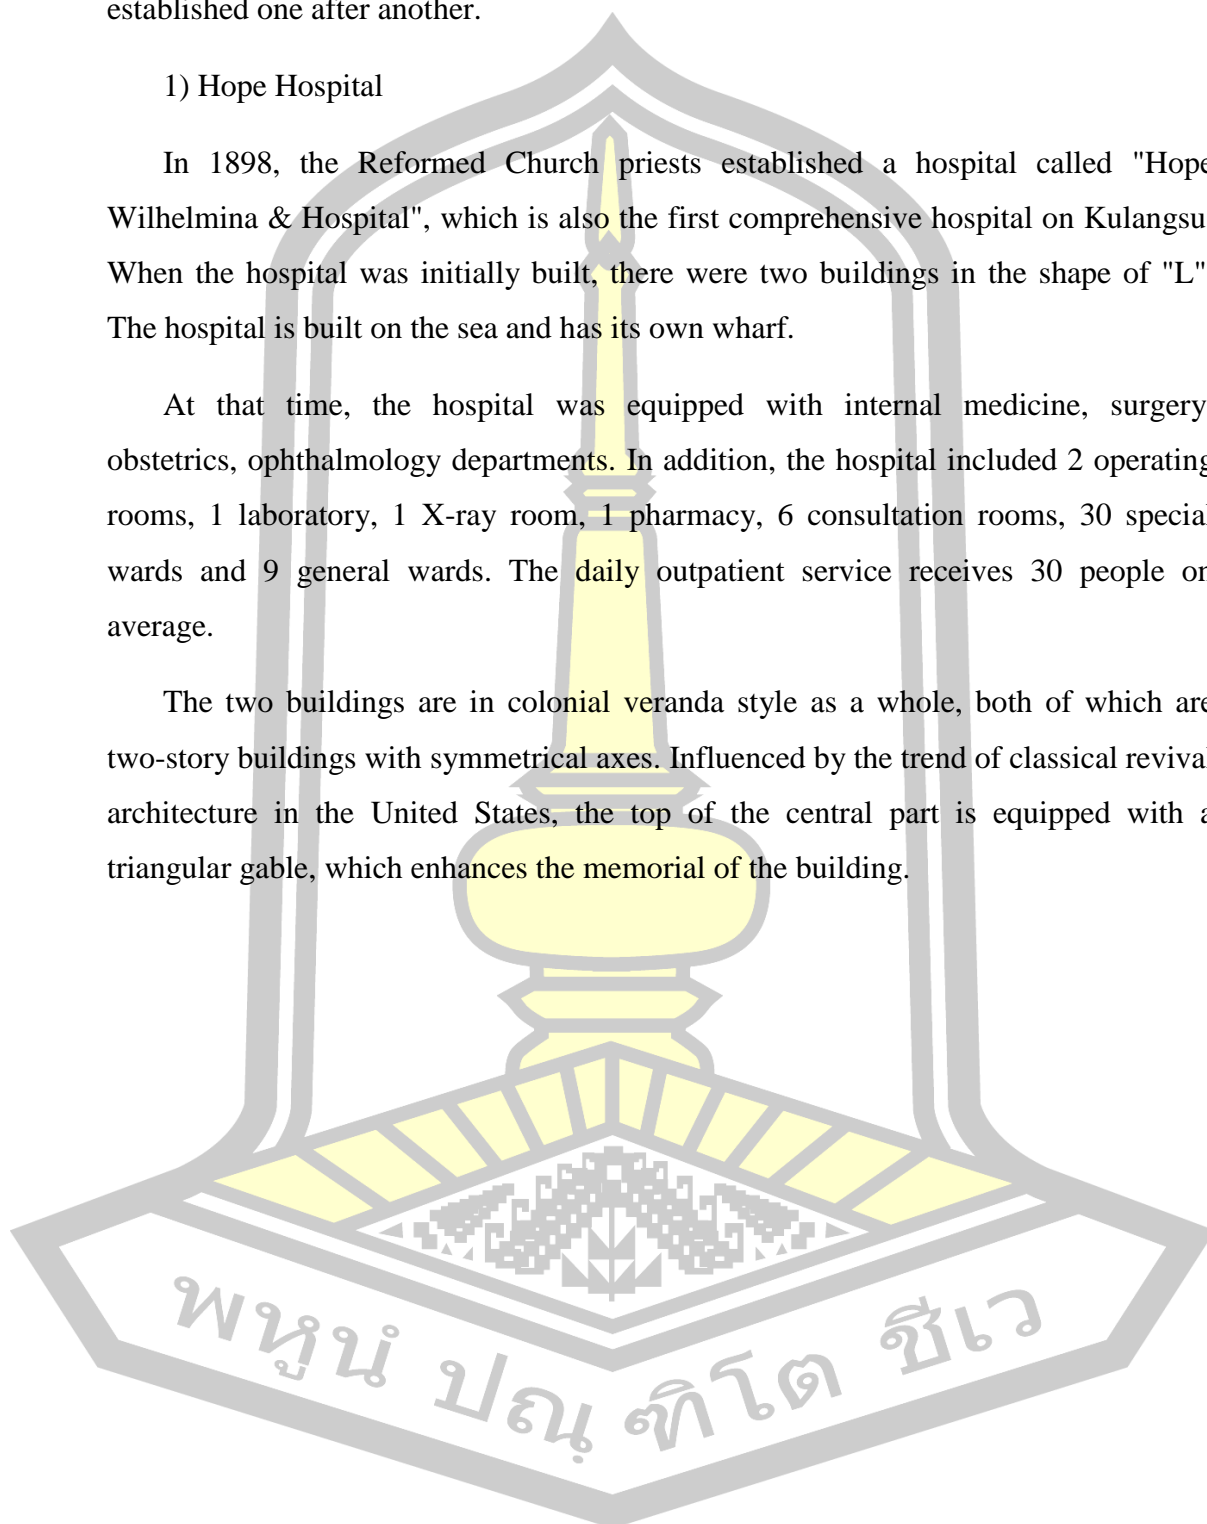 established one after another.
1) Hope Hospital
In 1898, the Reformed Church priests established a hospital called "Hope
Wilhelmina & Hospital", which is also the first comprehensive hospital on Kulangsu
When the hospital was initially built, there were two buildings in the shape of "L"
The hospital is built on the sea and has its own wharf.
At that time, the hospital was equipped with internal medicine, surgery
obstetrics, ophthalmology departments. In addition, the hospital included 2 operating
rooms, 1 laboratory, 1 X-ray room, 1 pharmacy, 6 consultation rooms, 30 special
wards and 9 general wards. The daily outpatient service receives 30 people on
average.
The two buildings are in colonial veranda style as a whole, both of which are
two-story buildings with symmetrical axes. Influenced by the trend of classical revival
architecture in the United States, the top of the central part is equipped with a
triangular gable, which enhances the memorial of the building.
พหูนํ ปณฺฑิโต ชีเว